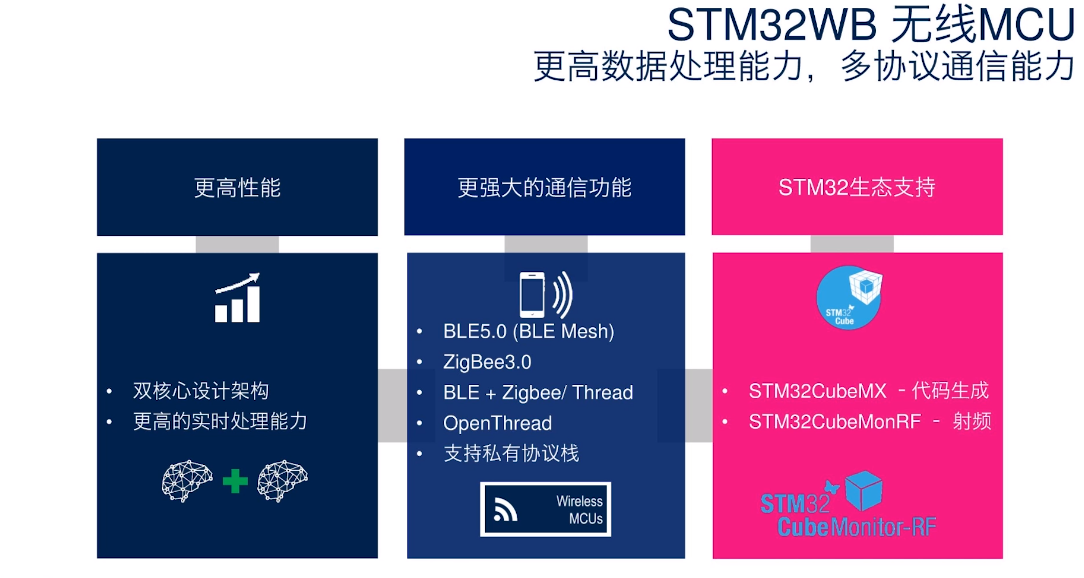 STM32WB 无线MCU
更高数据处理能力，多协议通信能力
更高性能
更强大的通信功能
STM32生态支持
• 双核心设计架构
• 更高的实时处理能力
• BLE5.0 (BLE Mesh)
• ZigBee3.0
• BLE + Zigbee/ Thread
• OpenThread
• 支持私有协议栈
Wireless
MCUs
STM32
Cube
• STM32CubeMX －代码生成
• STM32CubeMonRF － 射频
STM32
CubeMonitor-RF